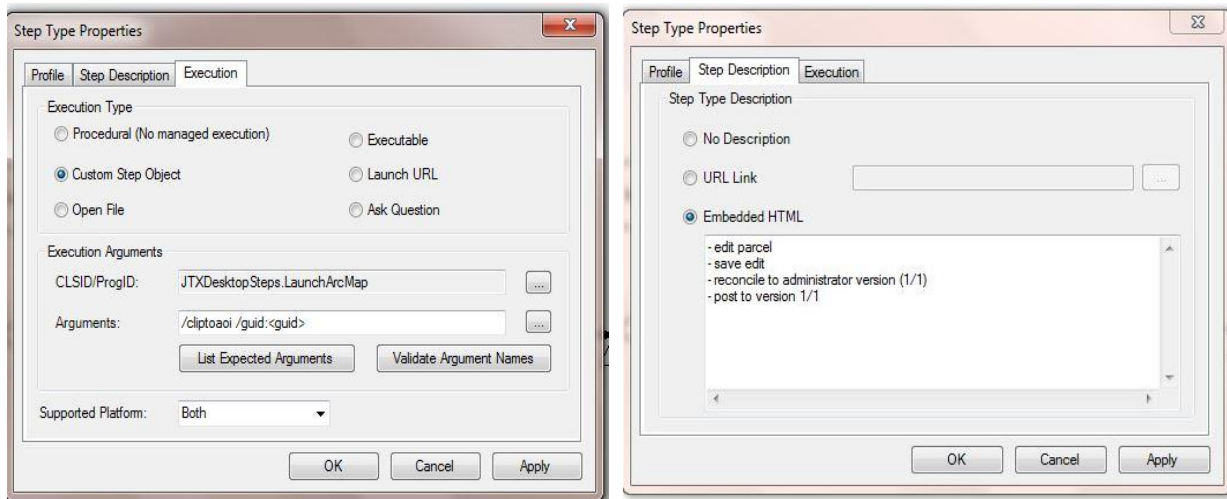 Step Type Properties
Profile
Step Description
Execution
Execution Type
Procedural (No managed execution)
Executable
Custom Step Object
Launch URL
Open File
Ask Question
Execution Arguments
CLSID/ProgID:
JTXDesktopSteps.LaunchArcMap
...
Arguments:
/cliptoaoi /guid:<guid>
...
List Expected Arguments
Validate Argument Names
Supported Platform:
Both
OK
Cancel
Apply
Step Type Properties
Profile
Step Description
Execution
Step Type Description
No Description
URL Link
...
Embedded HTML
- edit parcel
- save edit
- reconcile to administrator version (1/1)
- post to version 1/1
OK
Cancel
Apply